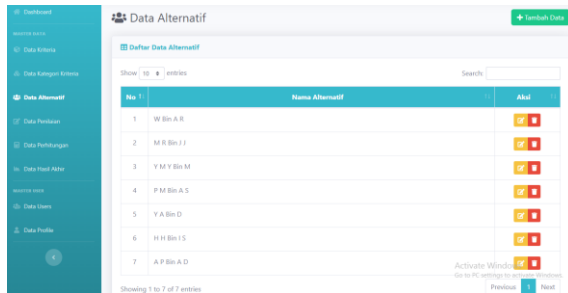 Dashboard
MASTER DATA
Data Kriteria
Data Kategori Kriteria
Data Alternatif
Data Penilaian
Data Perhitungan
Data Hasil Akhir
MASTER USER
Data Users
Data Profile
Data Alternatif
+ Tambah Data
Daftar Data Alternatif
Show 10 entries
Search:
No Nama Alternatif Aksi
1 W Bin A R
2 M R Bin J J
3 Y M Y Bin M
4 P M Bin A S
5 Y A Bin D
6 H H Bin I S
7 A P Bin A D
Activate Windows
Go to PC settings to activate Windows.
Showing 1 to 7 of 7 entries
Previous 1 Next